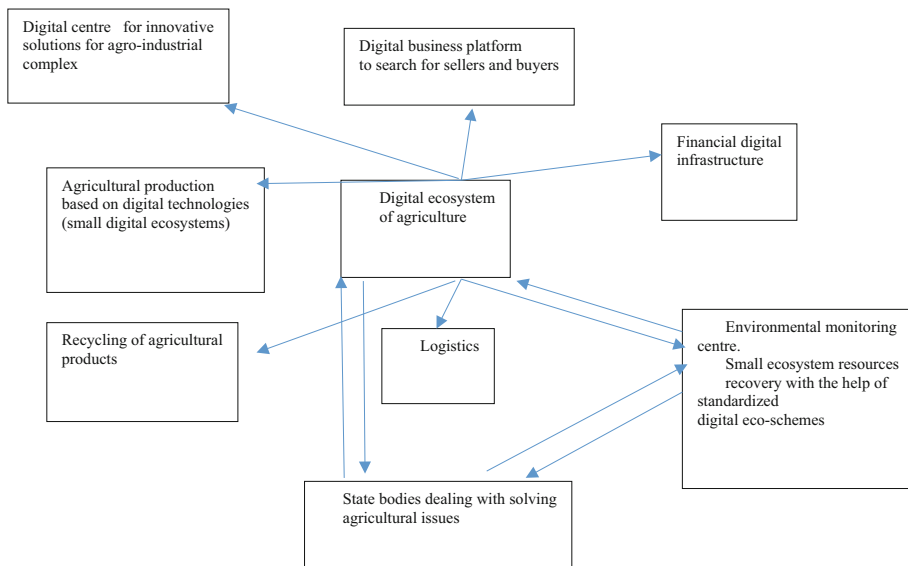 Digital centre for innovative
solutions for agro-industrial
complex
Digital business platform
to search for sellers and buyers
Financial digital
infrastructure
Agricultural production
based on digital technologies
(small digital ecosystems)
Digital ecosystem
of agriculture
Recycling of agricultural
products
Logistics
Environmental monitoring
centre.
Small ecosystem resources
recovery with the help of
standardized
digital eco-schemes
State bodies dealing with solving
agricultural issues